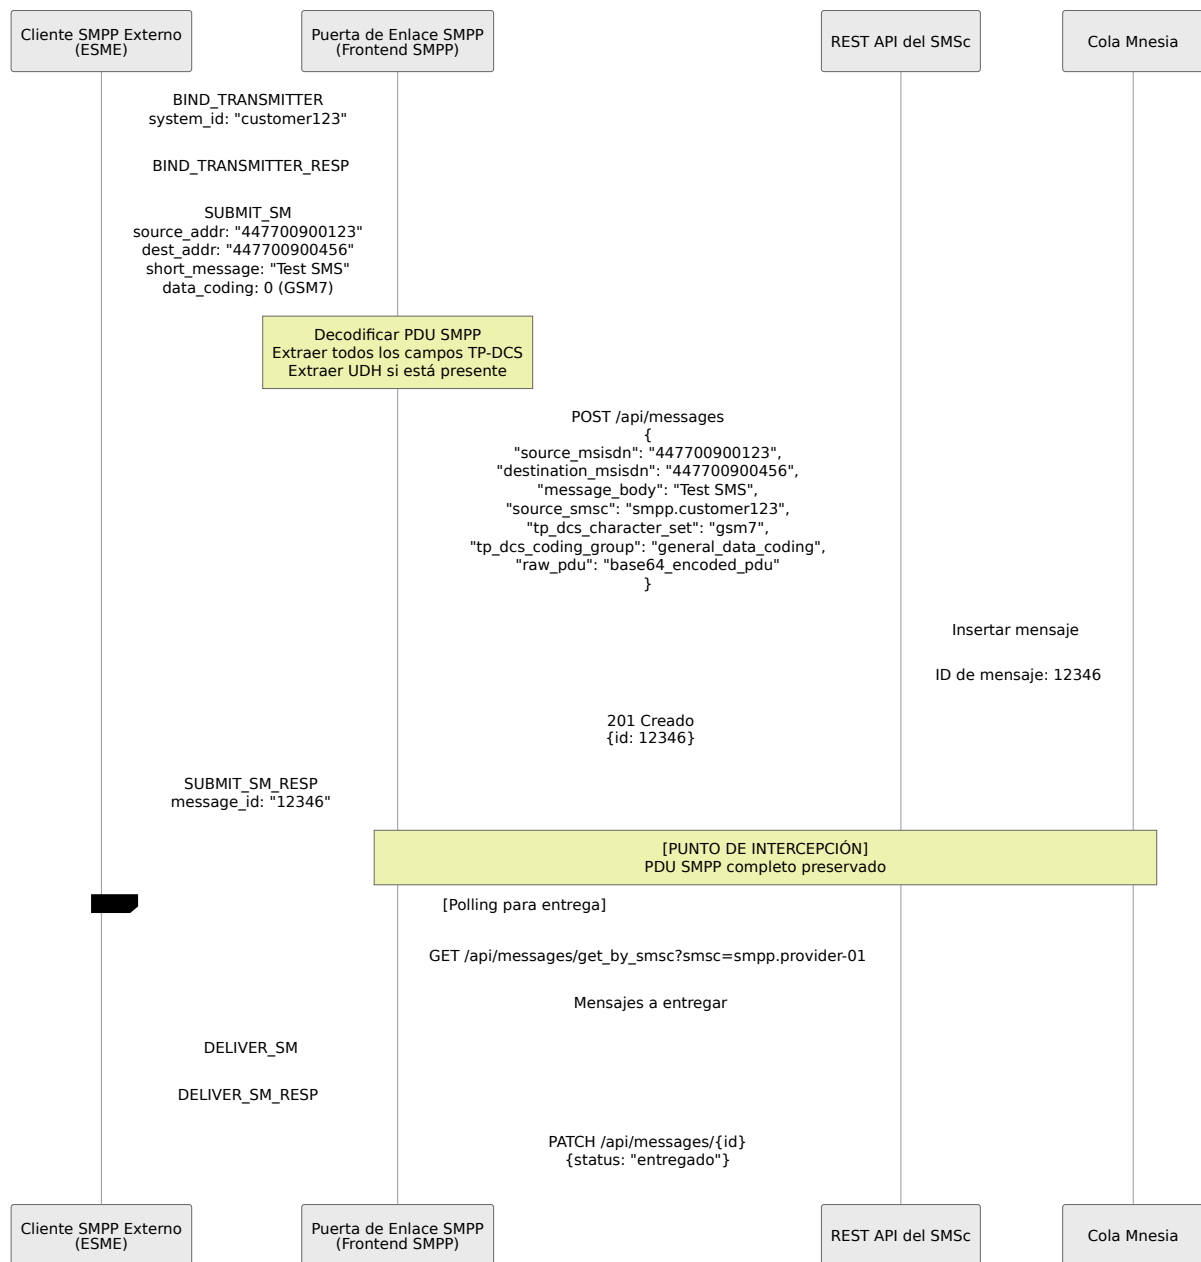 Cliente SMPP Externo
(ESME)
Puerta de Enlace SMPP
(Frontend SMPP)
REST API del SMSc
Cola Mnesia
BIND_TRANSMITTER
system_id: "customer123"
BIND_TRANSMITTER_RESP
SUBMIT_SM
source_addr: "447700900123"
dest_addr: "447700900456"
short_message: "Test SMS"
data_coding: 0 (GSM7)
Decodificar PDU SMPP
Extraer todos los campos TP-DCS
Extraer UDH si está presente
POST /api/messages
{
"source_msisdn": "447700900123",
"destination_msisdn": "447700900456",
"message_body": "Test SMS",
"source_smsc": "smpp.customer123",
"tp_dcs_character_set": "gsm7",
"tp_dcs_coding_group": "general_data_coding",
"raw_pdu": "base64_encoded_pdu"
}
Insertar mensaje
ID de mensaje: 12346
201 Creado
{id: 12346}
SUBMIT_SM_RESP
message_id: "12346"
[PUNTO DE INTERCEPCIÓN]
PDU SMPP completo preservado
[Polling para entrega]
GET /api/messages/get_by_smsc?smsc=smpp.provider-01
Mensajes a entregar
DELIVER_SM
DELIVER_SM_RESP
PATCH /api/messages/{id}
{status: "entregado"}
Cliente SMPP Externo
(ESME)
Puerta de Enlace SMPP
(Frontend SMPP)
REST API del SMSc
Cola Mnesia